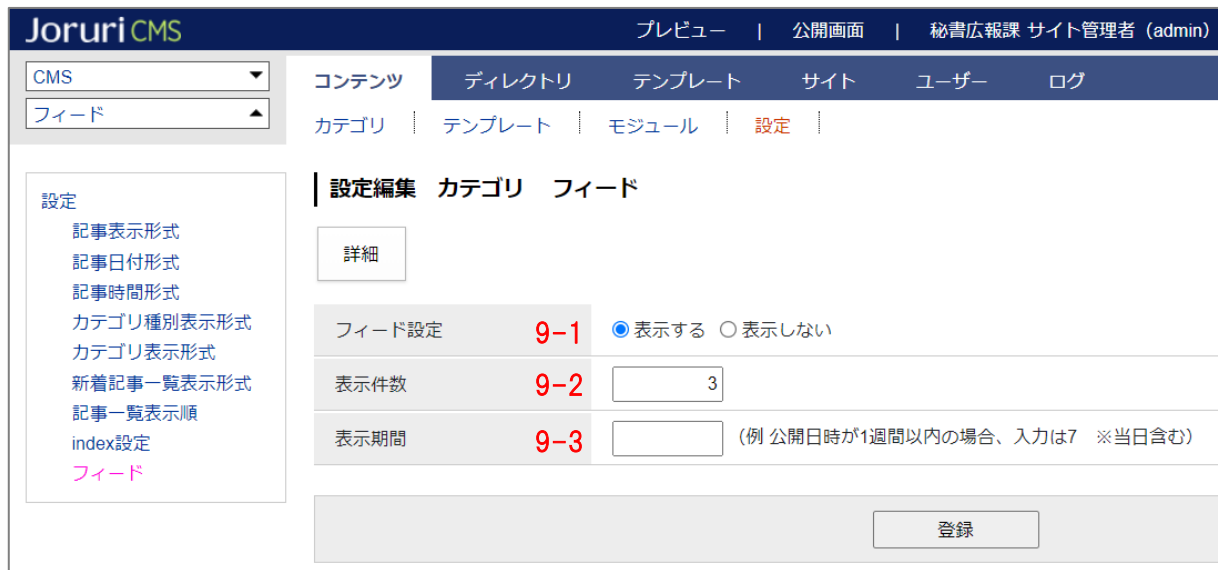 Joruri CMS
プレビュー | 公開画面 | 秘書広報課 サイト管理者 (admin)
CMS
フィード
コンテンツ ディレクトリ テンプレート サイト ユーザー ログ
カテゴリ テンプレート モジュール 設定
設定
記事表示形式
記事日付形式
記事時間形式
カテゴリ種別表示形式
カテゴリ表示形式
新着記事一覧表示形式
記事一覧表示順
index設定
フィード
設定編集 カテゴリ フィード
詳細
フィード設定 9-1 表示する 表示しない
表示件数 9-2 3
表示期間 9-3 (例 公開日時が1週間以内の場合、入力は7 ※当日含む)
登録